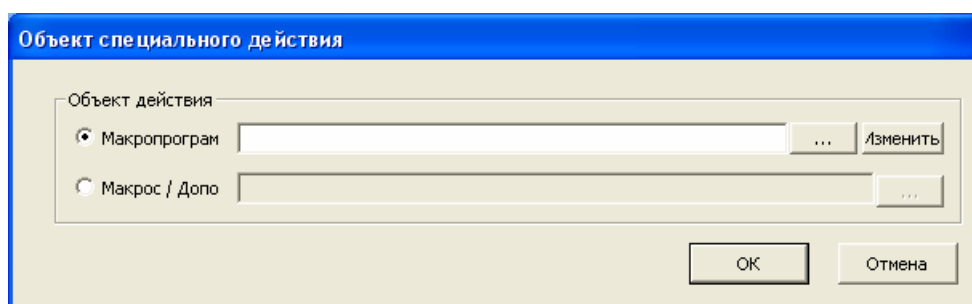 Объект специального действия
Объект действия
Макропрограм ... Изменить
Макрос / Допо ...
OK Отмена